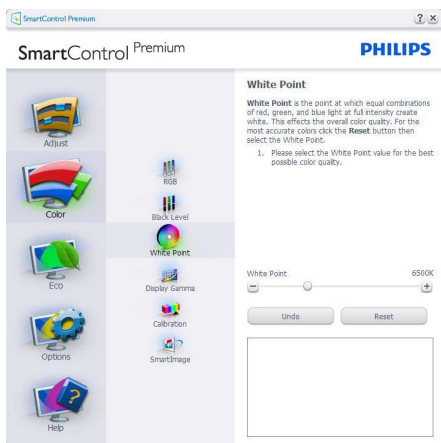 SmartControl Premium
? ×
SmartControl Premium
PHILIPS
Adjust
Color
Eco
Options
Help
RGB
Black Level
White Point
Display Gamma
Calibration
SmartImage
White Point
White Point is the point at which equal combinations
of red, green, and blue light at full intensity create
white. This effects the overall color quality. For the
most accurate colors click the Reset button then
select the White Point.
1. Please select the White Point value for the best
possible color quality.
White Point 6500K
Undo Reset